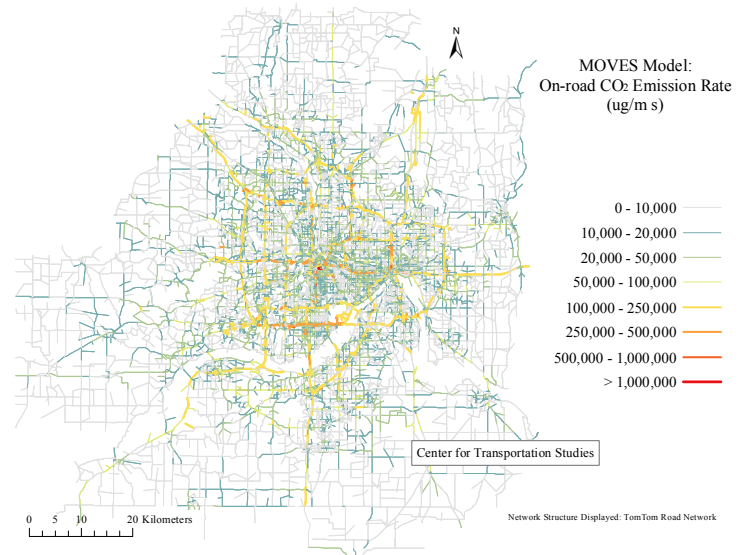 N
MOVES Model:
On-road CO2 Emission Rate
(ug/m s)
0 - 10,000
10,000 - 20,000
20,000 - 50,000
50,000 - 100,000
100,000 - 250,000
250,000 - 500,000
500,000 - 1,000,000
> 1,000,000
Center for Transportation Studies
0 5 10 20 Kilometers
Network Structure Displayed: TomTom Road Network